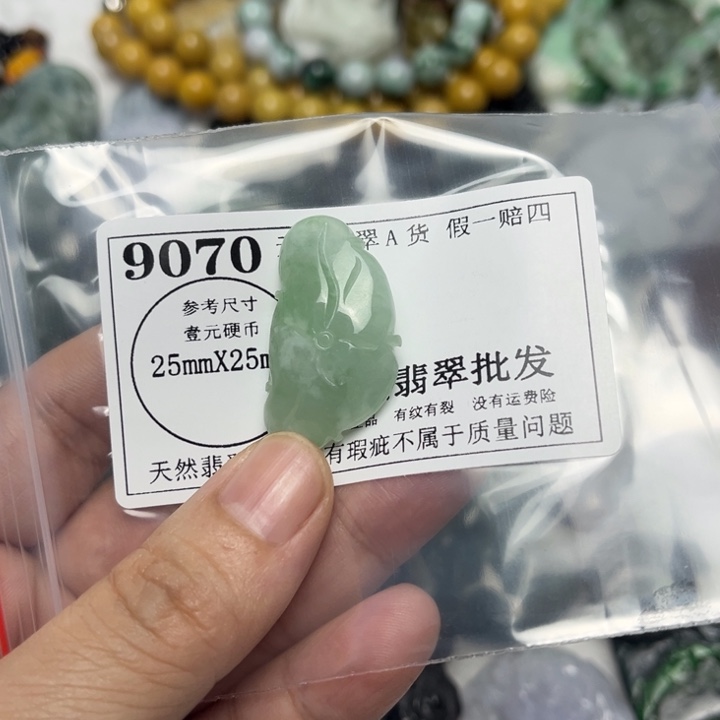 9070
翠A货 假一赔四
参考尺寸
壹元硬币
25mmX25m
翡翠批发
品 有纹有裂 没有运费险
天然翡 有瑕疵不属于质量问题